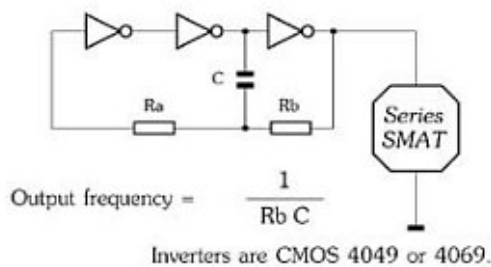 C
Ra
Rb
Series
SMAT
Output frequency = 1
Rb C
Inverters are CMOS 4049 or 4069.